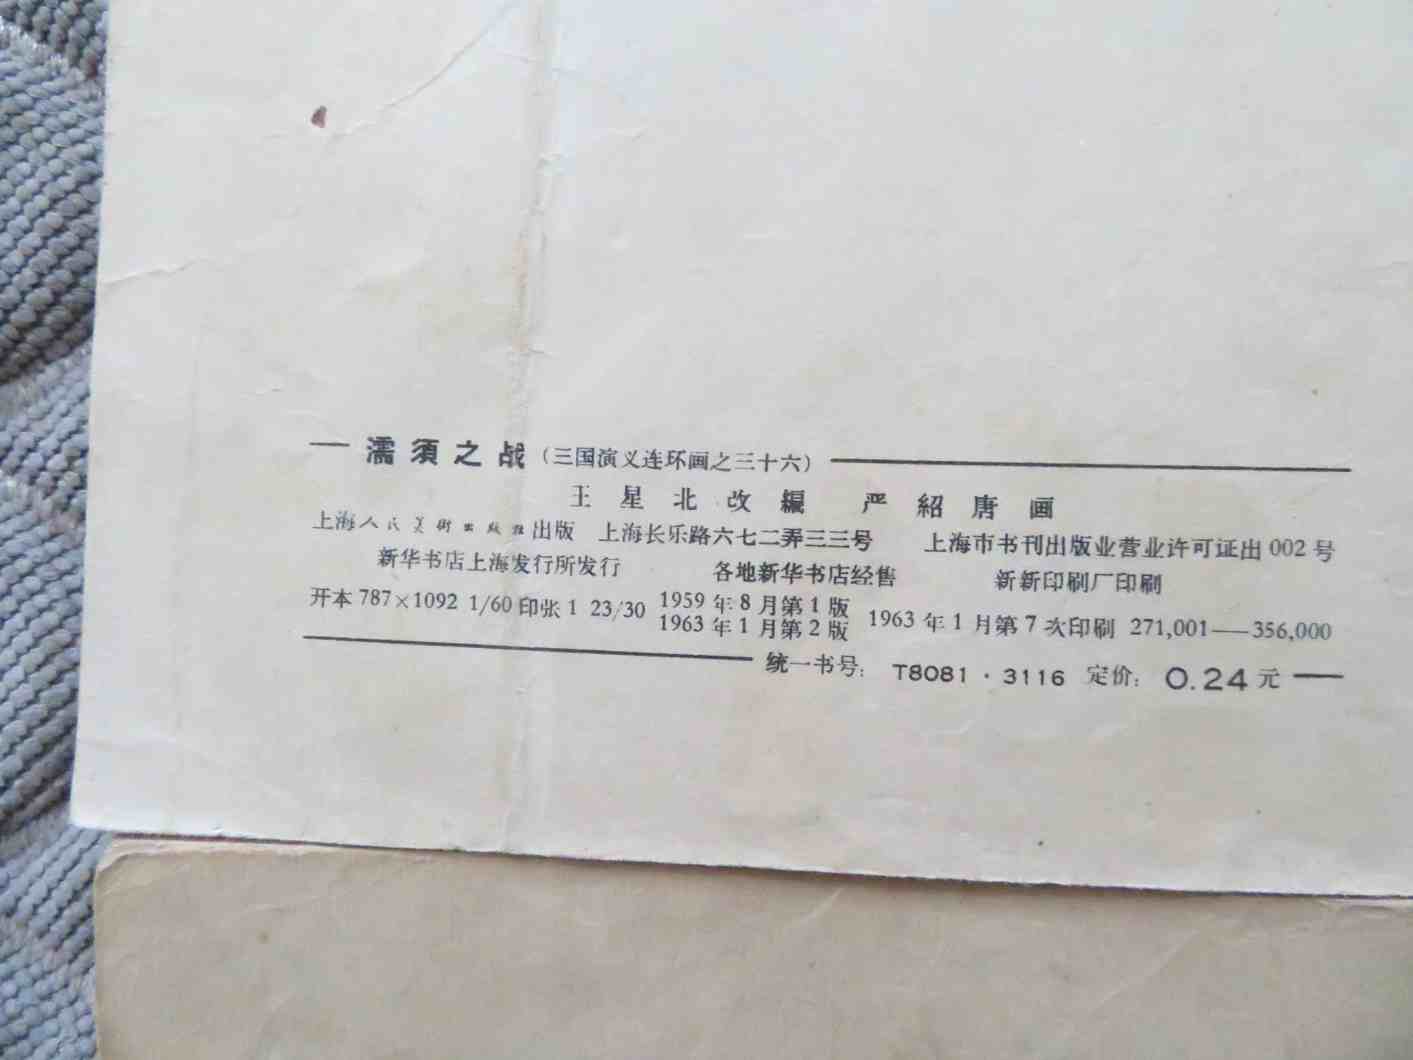 濡須之战（三国演义连环画之三十六）
王星北改編 严紹唐画
上海人民美術出版社出版 上海长乐路六七二弄三三号 上海市书刊出版业营业许可证出002号
新华书店上海发行所发行 各地新华书店经售 新新印刷厂印刷
开本787×1092 1/60 印张1 23/30 1959年8月第1版
1963年1月第2版 1963年1月第7次印刷 271,001——356,000
统一书号：T8081·3116 定价：0.24元